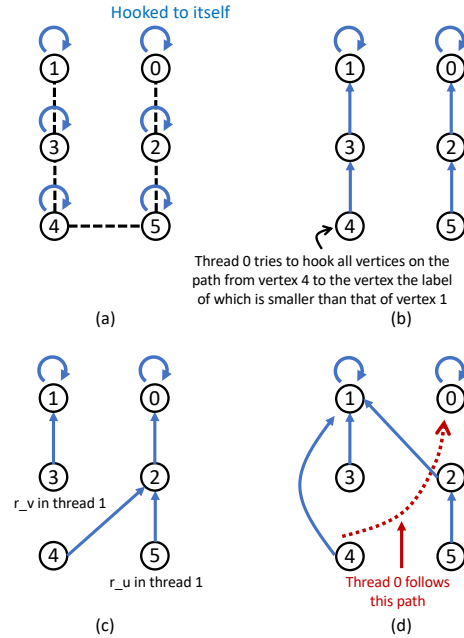 Hooked to itself
1 0
3 2
4 5
1 0
3 2
4 5
Thread 0 tries to hook all vertices on the
path from vertex 4 to the vertex the label
of which is smaller than that of vertex 1
(a)
(b)
1 0
3 2
r_v in thread 1
4 5
r_u in thread 1
1 0
3 2
4 5
Thread 0 follows
this path
(c)
(d)